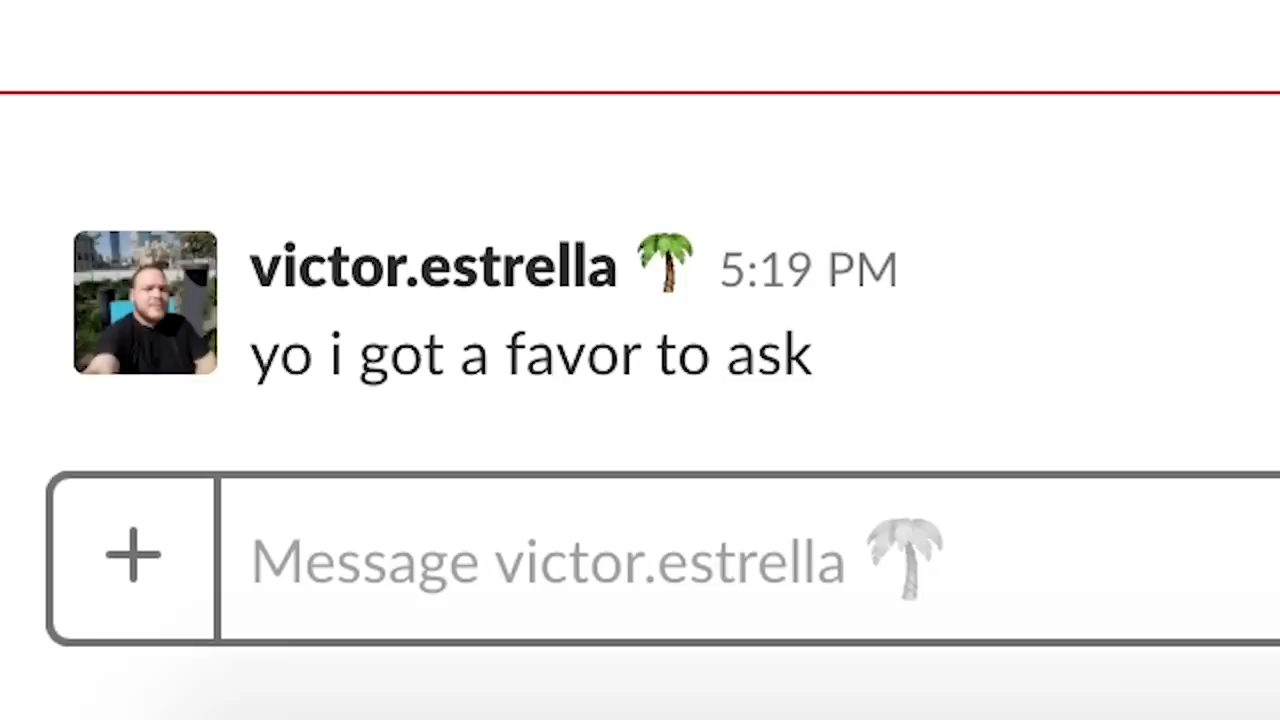 victor.estrella 🌴 5:19 PM
yo i got a favor to ask
Message victor.estrella 🌴